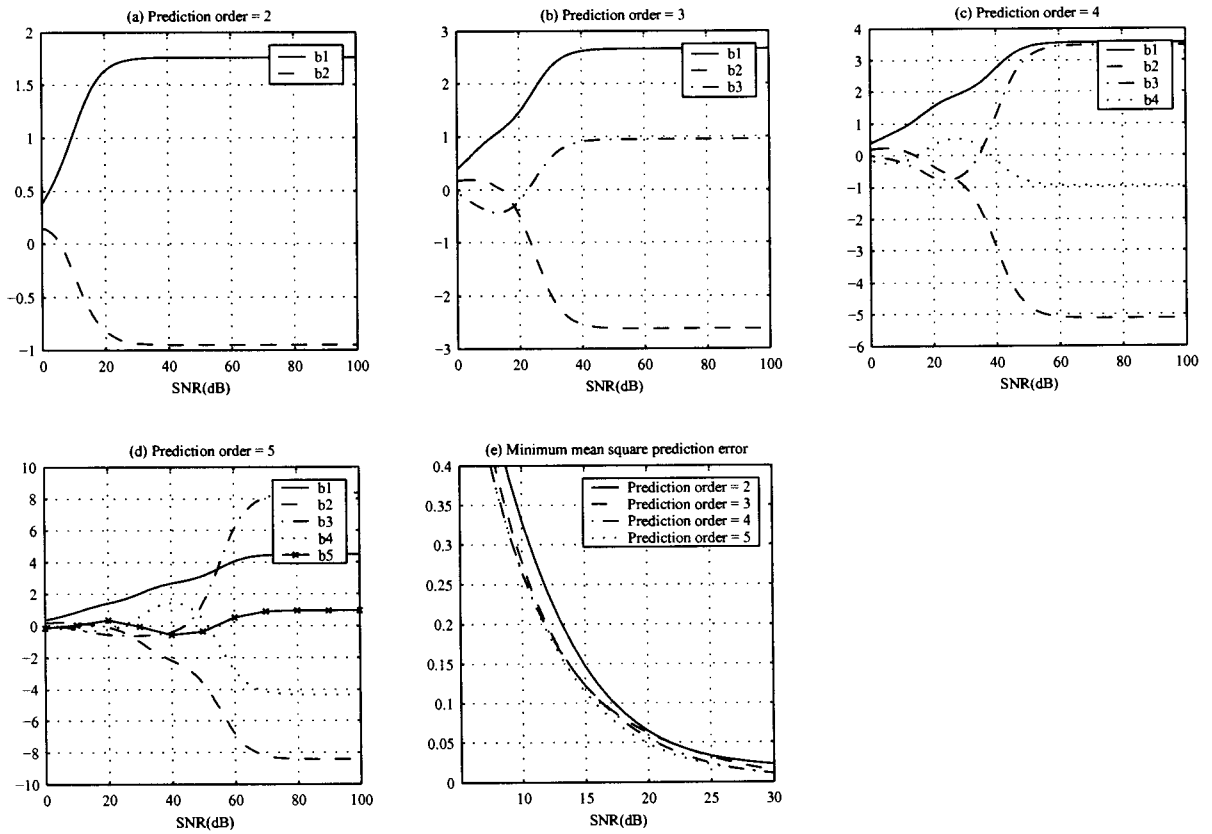 (a) Prediction order = 2
2
1.5
1
0.5
0
−0.5
−1
0 20 40 60 80 100
SNR(dB)
b1
b2
(b) Prediction order = 3
3
2
1
0
−1
−2
−3
0 20 40 60 80 100
SNR(dB)
b1
b2
b3
(c) Prediction order = 4
4
3
2
1
0
−1
−2
−3
−4
−5
−6
0 20 40 60 80 100
SNR(dB)
b1
b2
b3
b4
(d) Prediction order = 5
10
8
6
4
2
0
−2
−4
−6
−8
−10
0 20 40 60 80 100
SNR(dB)
b1
b2
b3
b4
b5
(e) Minimum mean square prediction error
0.4
0.35
0.3
0.25
0.2
0.15
0.1
0.05
0
10 15 20 25 30
SNR(dB)
Prediction order = 2
Prediction order = 3
Prediction order = 4
Prediction order = 5